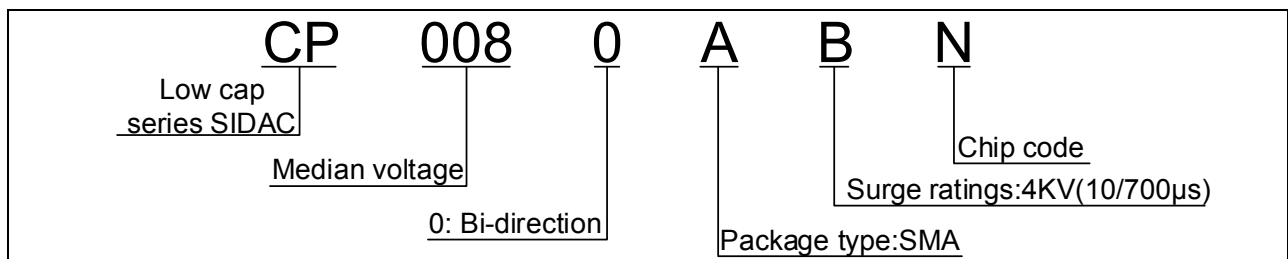 CP 008 0 A B N
Low cap
series SIDAC
Chip code
Median voltage
Surge ratings:4KV(10/700µs)
0: Bi-direction
Package type:SMA